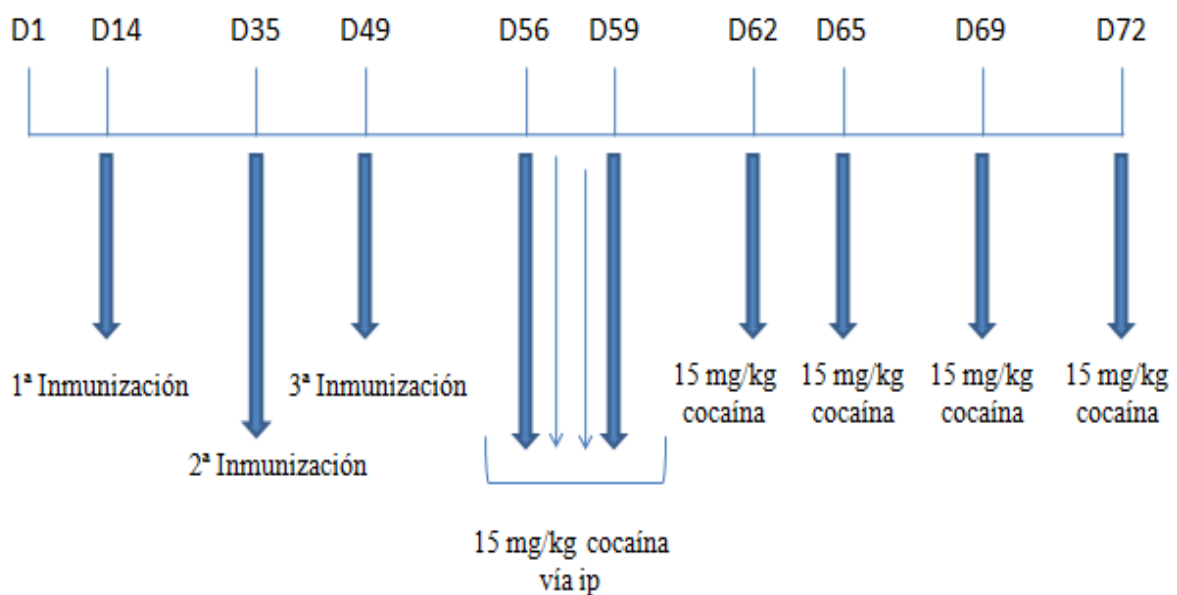 D1 D14 D35 D49 D56 D59 D62 D65 D69 D72
1ª Inmunización
3ª Inmunización
2ª Inmunización
15 mg/kg
cocaína
15 mg/kg
cocaína
15 mg/kg
cocaína
15 mg/kg
cocaína
15 mg/kg cocaína
vía ip